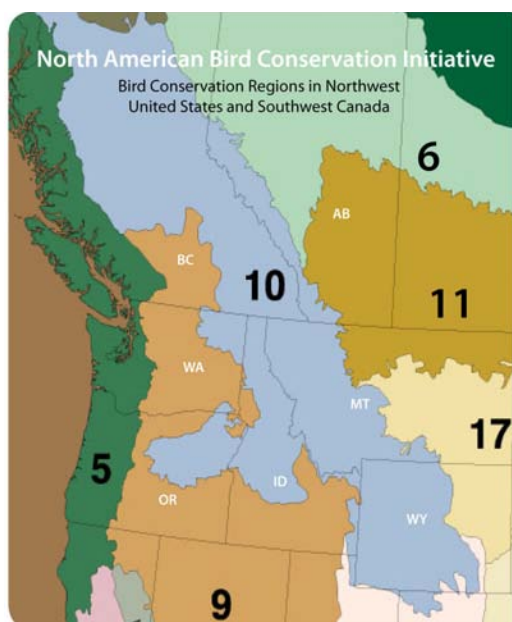 North American Bird Conservation Initiative
Bird Conservation Regions in Northwest
United States and Southwest Canada
6
AB
BC
10
11
WA
MT
17
5
ID
OR
WY
9